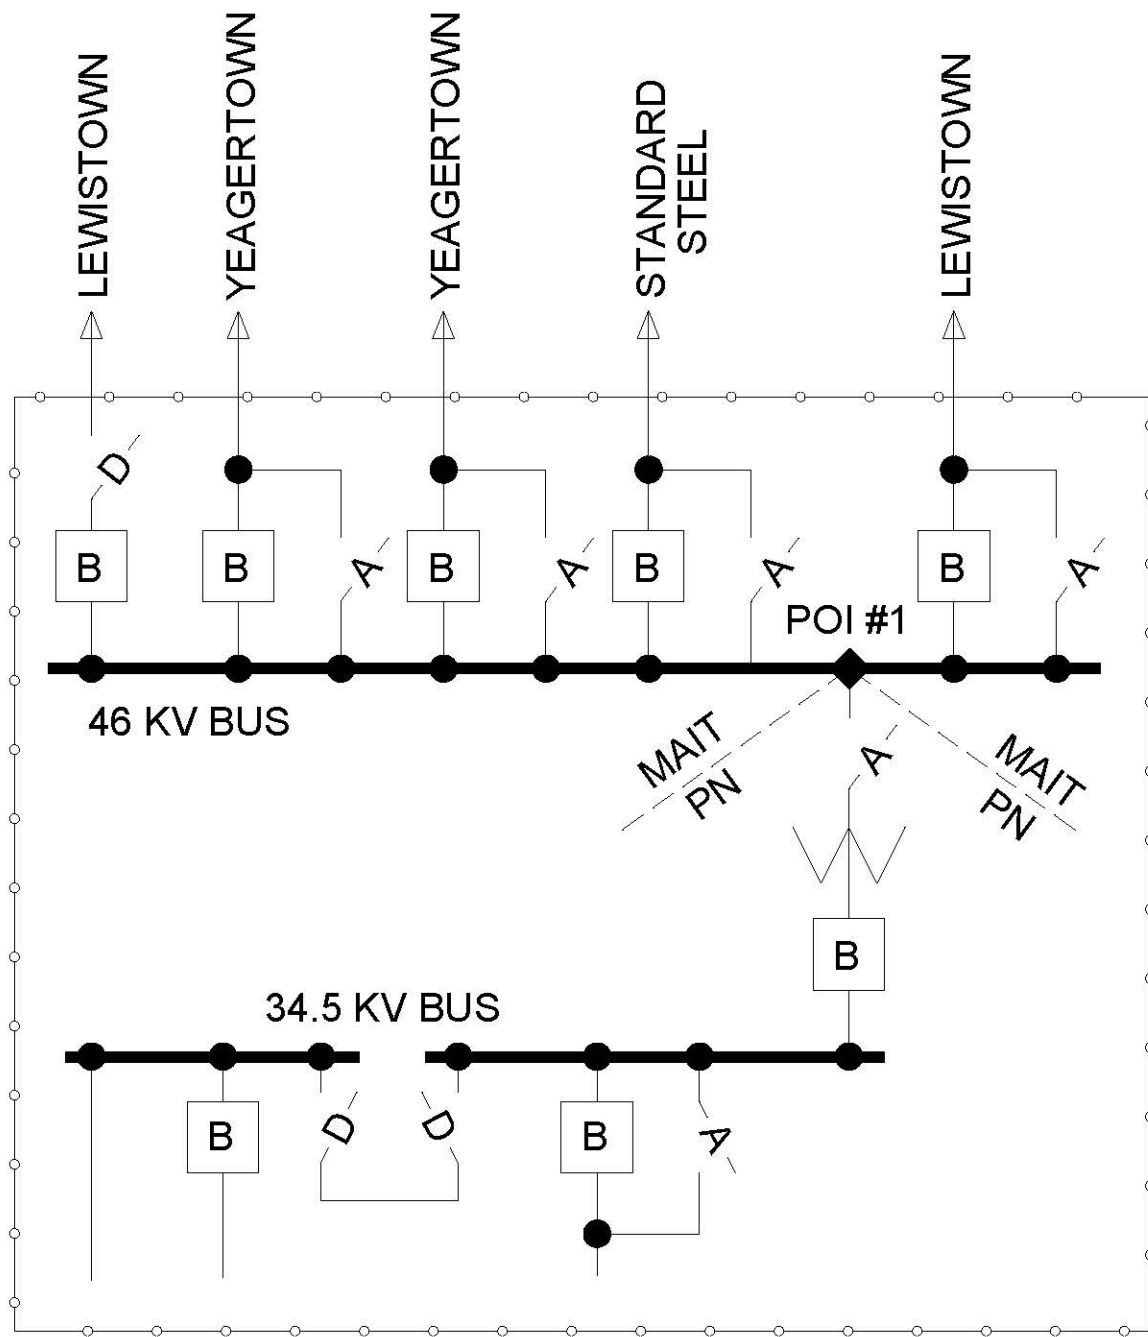 LEWISTOWN
YEAGERTOWN
YEAGERTOWN
STANDARD
STEEL
LEWISTOWN
D
B
B
A
B
A
B
A
B
A
POI #1
46 KV BUS
MAIT
PN
MAIT
PN
A
B
34.5 KV BUS
B
D
D
B
A